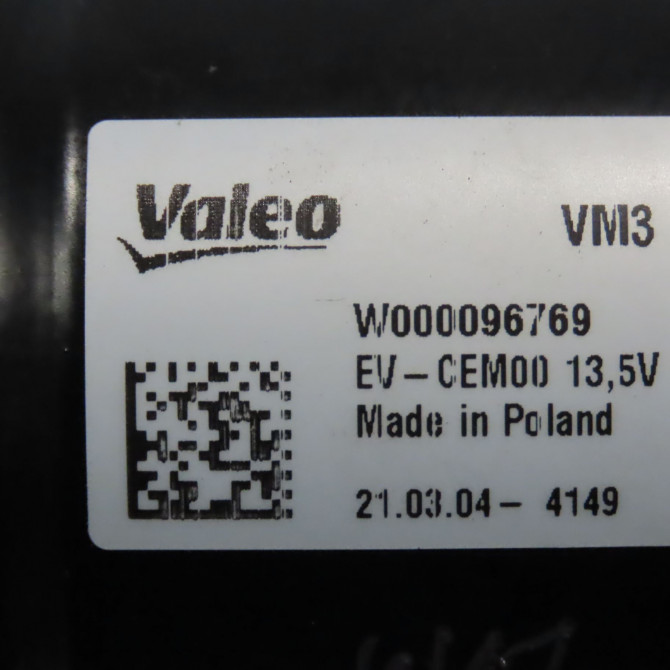 Valeo
VM3
W000096769
EV-CEM00 13,5V
Made in Poland
21.03.04- 4149